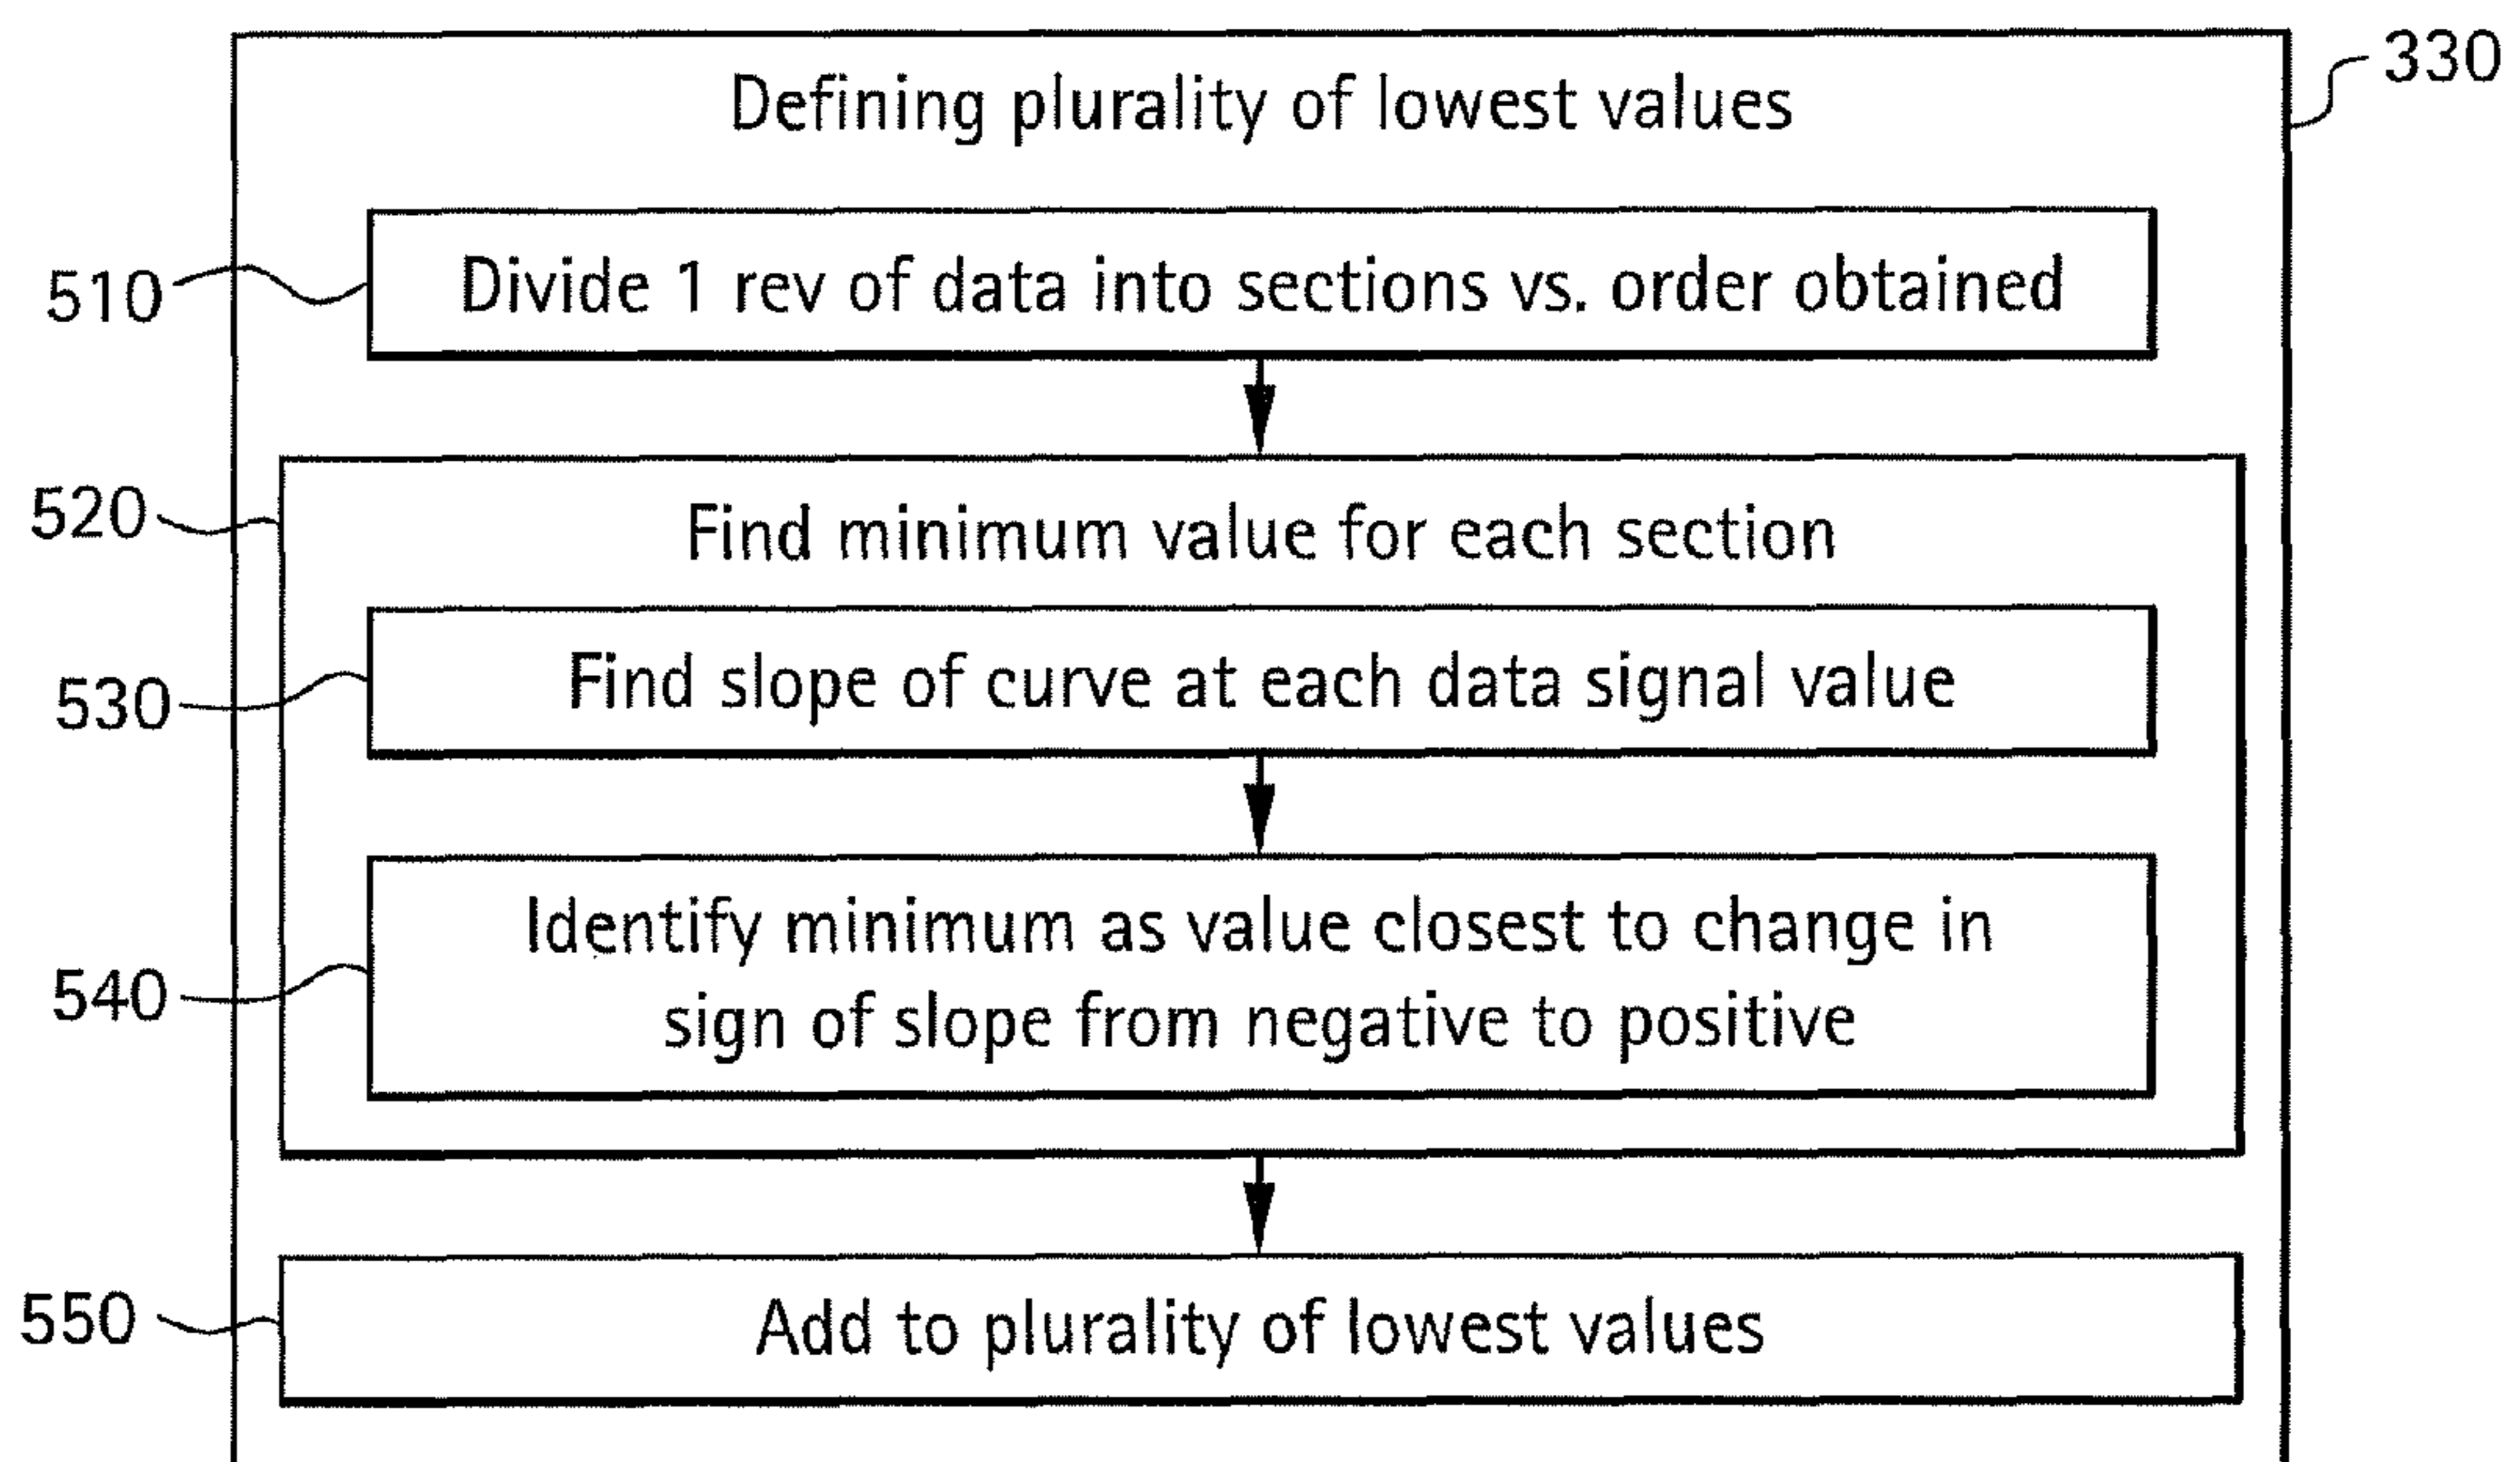 Defining plurality of lowest values
330
510
Divide 1 rev of data into sections vs. order obtained
520
Find minimum value for each section
530
Find slope of curve at each data signal value
540
Identify minimum as value closest to change in
sign of slope from negative to positive
550
Add to plurality of lowest values